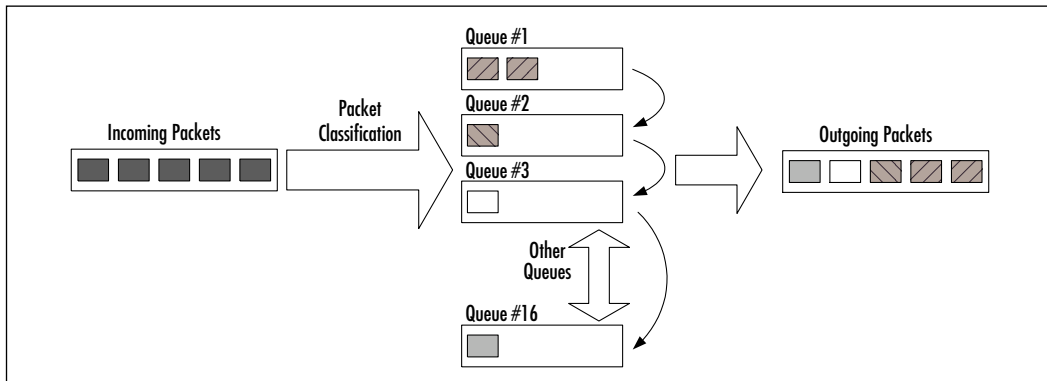 Incoming Packets
Packet
Classification
Queue #1
Queue #2
Queue #3
Other
Queues
Queue #16
Outgoing Packets